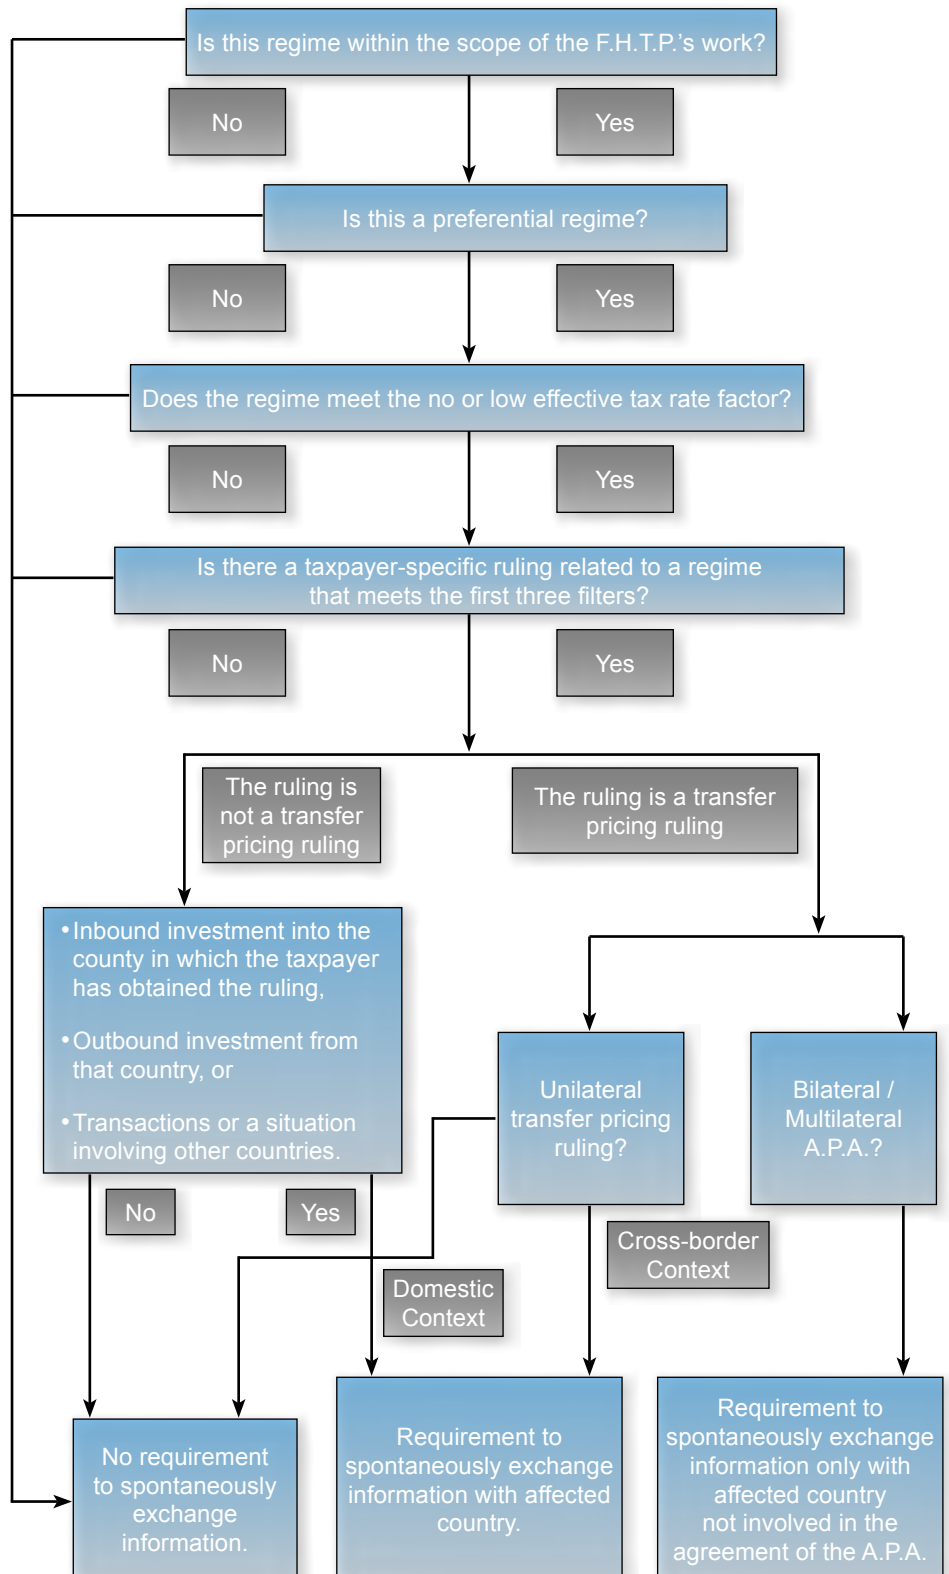 Is this regime within the scope of the F.H.T.P.'s work?
No
Yes
Is this a preferential regime?
No
Yes
Does the regime meet the no or low effective tax rate factor?
No
Yes
Is there a taxpayer-specific ruling related to a regime
that meets the first three filters?
No
Yes
The ruling is
not a transfer
pricing ruling
The ruling is a transfer
pricing ruling
• Inbound investment into the
county in which the taxpayer
has obtained the ruling,
• Outbound investment from
that country, or
• Transactions or a situation
involving other countries.
Unilateral
transfer pricing
ruling?
Bilateral /
Multilateral
A.P.A.?
No
Yes
Domestic
Context
Cross-border
Context
No requirement
to spontaneously
exchange
information.
Requirement to
spontaneously exchange
information with affected
country.
Requirement to
spontaneously exchange
information only with
affected country
not involved in the
agreement of the A.P.A.